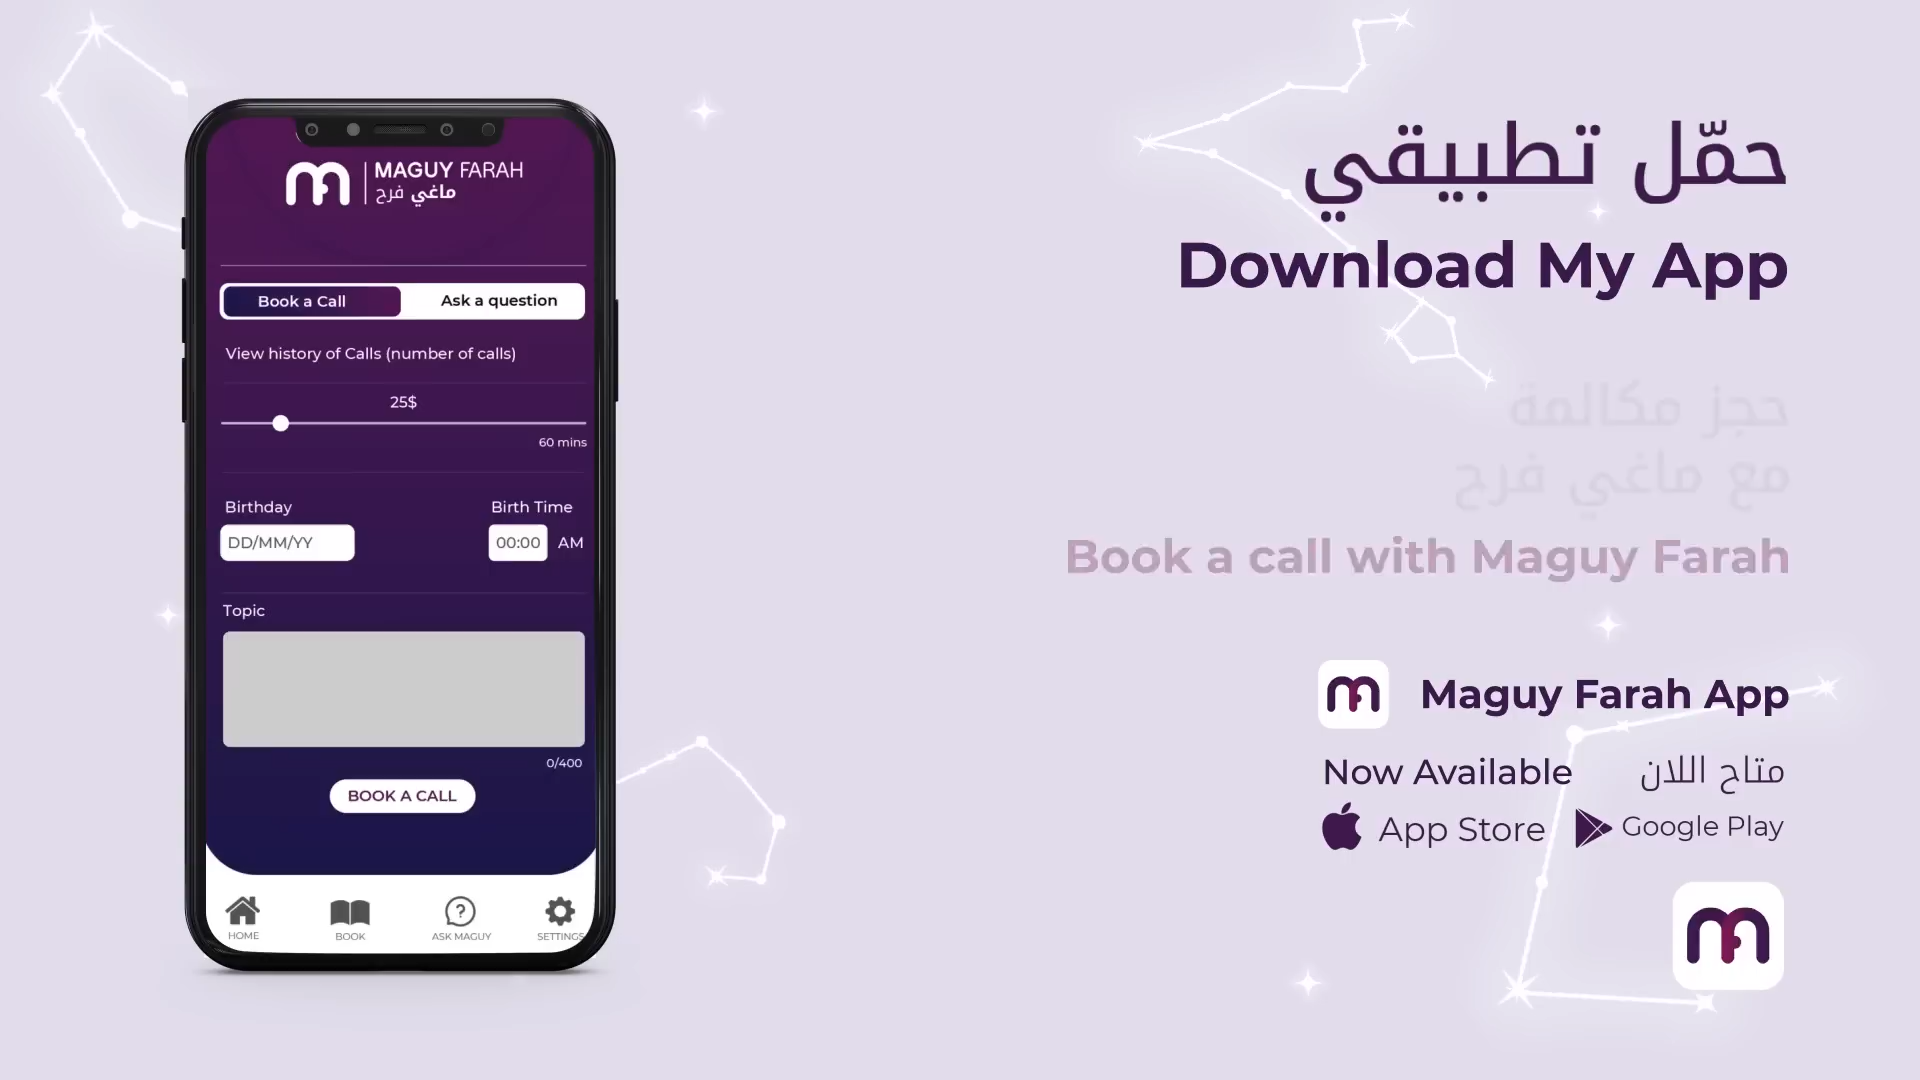 MAGUY FARAH
ماغي فرح
Book a Call
Ask a question
View history of Calls (number of calls)
25$
60 mins
Birthday
Birth Time
DD/MM/YY
00:00 AM
Topic
0/400
BOOK A CALL
HOME
BOOK
ASK MAGUY
SETTINGS
حمّل تطبيقي
Download My App
حجز مكالمة
مع ماغي فرح
Book a call with Maguy Farah
Maguy Farah App
Now Available
متاح اللان
App Store
Google Play